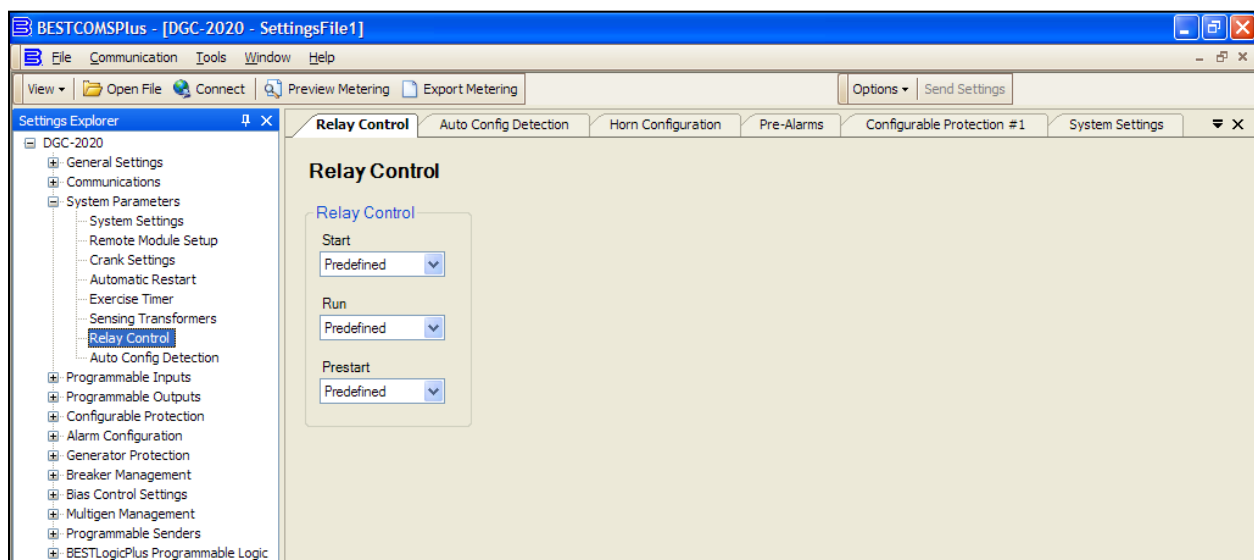 BESTCOMSPlus - [DGC-2020 - SettingsFile1]
File Communication Tools Window Help
View Open File Connect Preview Metering Export Metering Options Send Settings
Settings Explorer
DGC-2020
General Settings
Communications
System Parameters
System Settings
Remote Module Setup
Crank Settings
Automatic Restart
Exercise Timer
Sensing Transformers
Relay Control
Auto Config Detection
Programmable Inputs
Programmable Outputs
Configurable Protection
Alarm Configuration
Generator Protection
Breaker Management
Bias Control Settings
Multigen Management
Programmable Senders
BESTLogicPlus Programmable Logic
Relay Control Auto Config Detection Horn Configuration Pre-Alarms Configurable Protection #1 System Settings
Relay Control
Relay Control
Start
Predefined
Run
Predefined
Prestart
Predefined